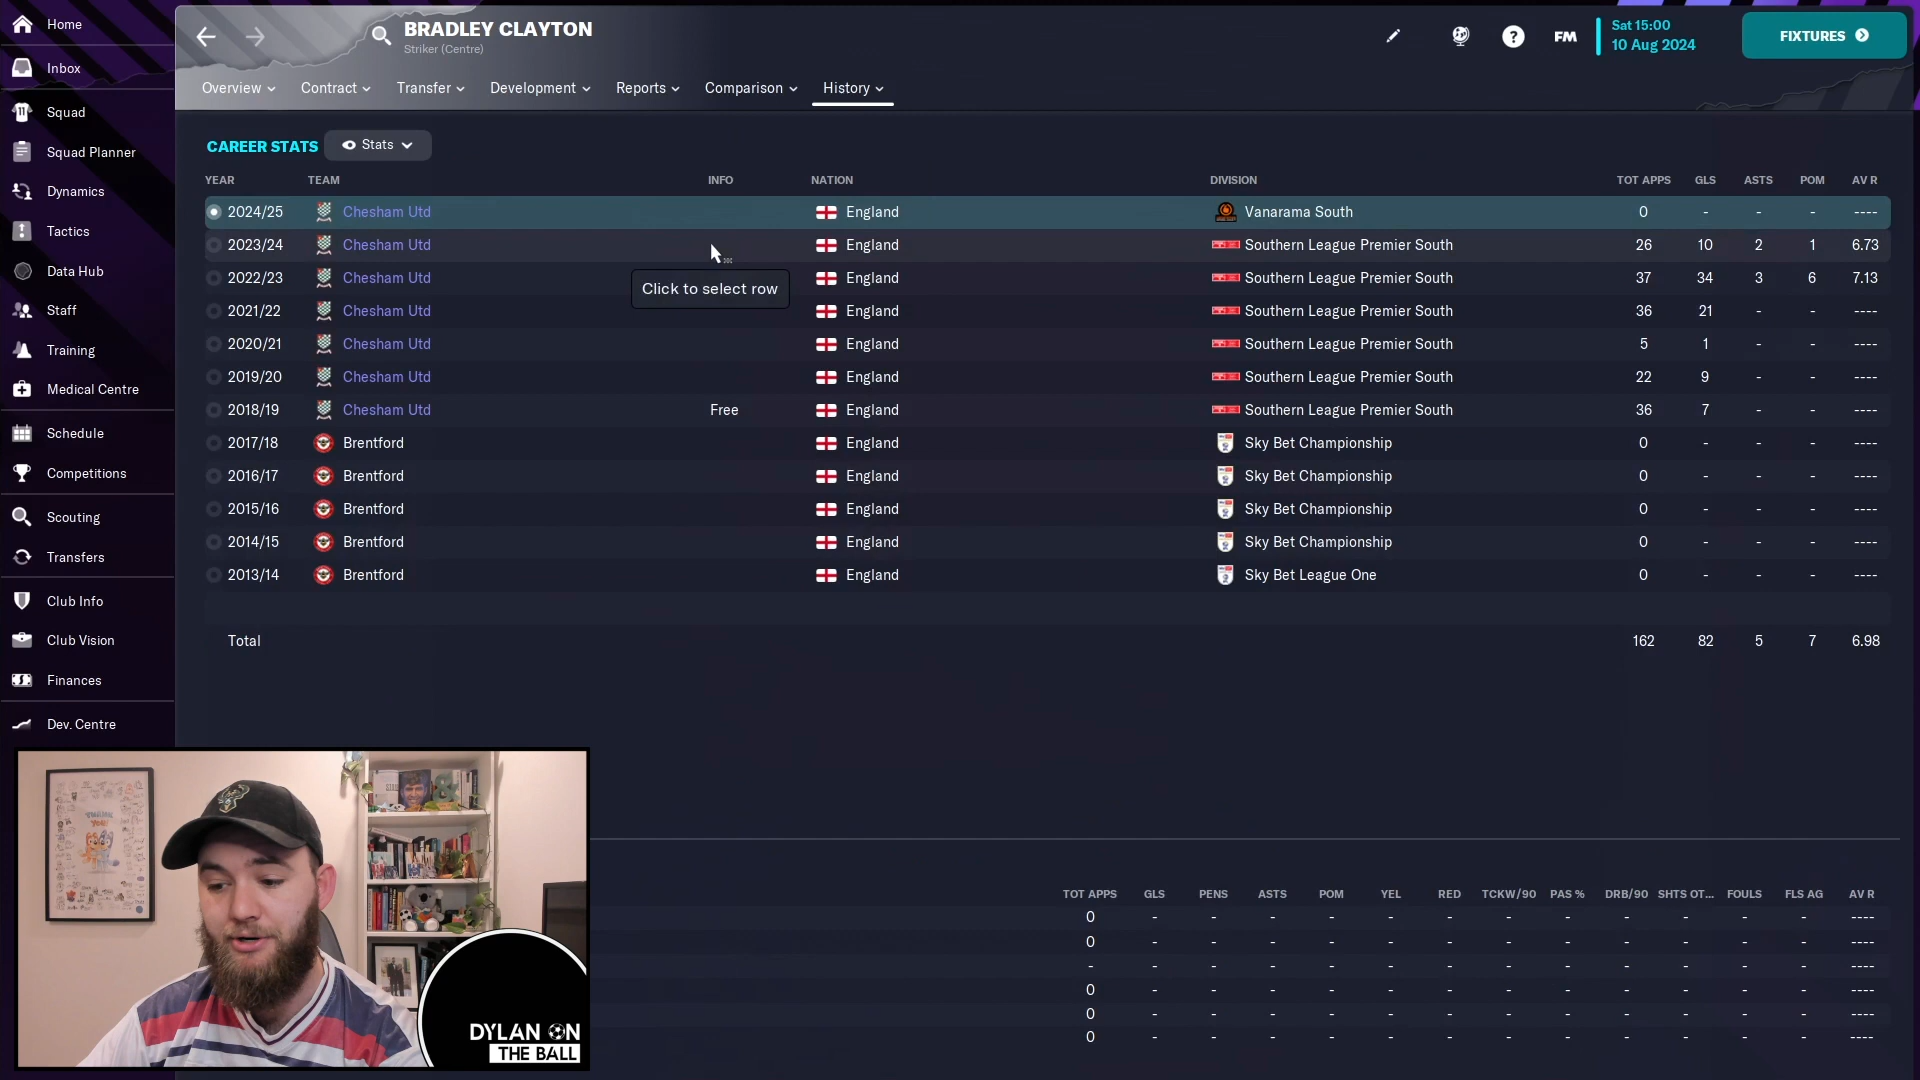 Home
Inbox
Squad
Squad Planner
Dynamics
Tactics
Data Hub
Staff
Training
Medical Centre
Schedule
Competitions
Scouting
Transfers
Club Info
Club Vision
Finances
Dev. Centre
BRADLEY CLAYTON
Striker (Centre)
FM
Sat 15:00
10 Aug 2024
FIXTURES
Overview Contract Transfer Development Reports Comparison History
CAREER STATS Stats
YEAR TEAM INFO NATION DIVISION TOT APPS GLS ASTS POM AV R
2024/25 Chesham Utd England Vanarama South 0 - - - ----
2023/24 Chesham Utd England Southern League Premier South 26 10 2 1 6.73
2022/23 Chesham Utd England Southern League Premier South 37 34 3 6 7.13
Click to select row
2021/22 Chesham Utd England Southern League Premier South 36 21 - - ----
2020/21 Chesham Utd England Southern League Premier South 5 1 - - ----
2019/20 Chesham Utd England Southern League Premier South 22 9 - - ----
2018/19 Chesham Utd Free England Southern League Premier South 36 7 - - ----
2017/18 Brentford England Sky Bet Championship 0 - - - ----
2016/17 Brentford England Sky Bet Championship 0 - - - ----
2015/16 Brentford England Sky Bet Championship 0 - - - ----
2014/15 Brentford England Sky Bet Championship 0 - - - ----
2013/14 Brentford England Sky Bet League One 0 - - - ----
Total 162 82 5 7 6.98
TOT APPS GLS PENS ASTS POM YEL RED TCKW/90 PAS % DRB/90 SHTS OT... FOULS FLS AG AV R
0 - - - - - - - - - - - - ----
0 - - - - - - - - - - - - ----
- - - - - - - - - - - - - ----
0 - - - - - - - - - - - - ----
0 - - - - - - - - - - - - ----
0 - - - - - - - - - - - - ----
THANK
YOU
DYLAN ON
THE BALL